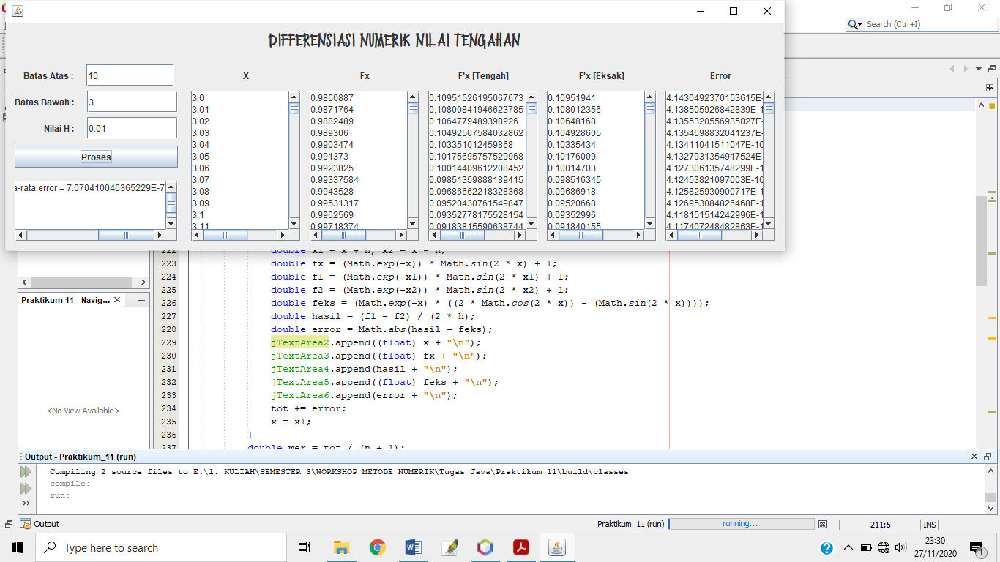 Search (Ctrl+I)
DIFFERENSIASI NUMERIK NILAI TENGAHAN
Batas Atas : 10
Batas Bawah : 3
Nilai H : 0.01
Proses
a-rata error = 7.070410046365229E-7
X Fx F'x [Tengah] F'x [Eksak] Error
3.0 0.9860887 0.10951526195067673 0.10951941 4.1430492370153615E-
3.01 0.9871764 0.10800841946623785 0.108012356 4.138505926842839E-1
3.02 0.9882489 0.1064779489398926 0.10648168 4.1355320556935027E-
3.03 0.989306 0.10492507584032862 0.104928605 4.1354698832041237E-
3.04 0.9903474 0.103351012459868 0.10335434 4.13411041511047E-10
3.05 0.991373 0.10175695757529968 0.10176009 4.1327931354917524E-
3.06 0.9923825 0.10014409612208452 0.10014703 4.127306135748299E-1
3.07 0.99337584 0.09851359888189415 0.098516345 4.12453821097003E-10
3.08 0.9943528 0.09686662218328368 0.09686918 4.125825930900717E-1
3.09 0.99531317 0.09520430761549847 0.09520668 4.126953084826468E-1
3.1 0.9962569 0.09352778175528154 0.09352996 4.118151514242996E-1
3.11 0.99718374 0.09183815590638744 0.091840155 4.117407248482863E-1
222 double x1 = x + h, x2 = x - h;
223 double fx = (Math.exp(-x)) * Math.sin(2 * x) + 1;
224 double f1 = (Math.exp(-x1)) * Math.sin(2 * x1) + 1;
225 double f2 = (Math.exp(-x2)) * Math.sin(2 * x2) + 1;
226 double feks = (Math.exp(-x) * ((2 * Math.cos(2 * x)) - (Math.sin(2 * x))));
227 double hasil = (f1 - f2) / (2 * h);
228 double error = Math.abs(hasil - feks);
229 jTextArea2.append((float) x + "\n");
230 jTextArea3.append((float) fx + "\n");
231 jTextArea4.append(hasil + "\n");
232 jTextArea5.append((float) feks + "\n");
233 jTextArea6.append(error + "\n");
234 tot += error;
235 x = x1;
236 }
237 double mer = tot / (n + 1);
Praktikum 11 - Navig...
<No View Available>
Output - Praktikum_11 (run)
Compiling 2 source files to E:\1. KULIAH\SEMESTER 3\WORKSHOP METODE NUMERIK\Tugas Java\Praktikum 11\build\classes
compile:
run:
Output
Praktikum_11 (run) running... 211:5 INS
Type here to search
23:30
27/11/2020
1